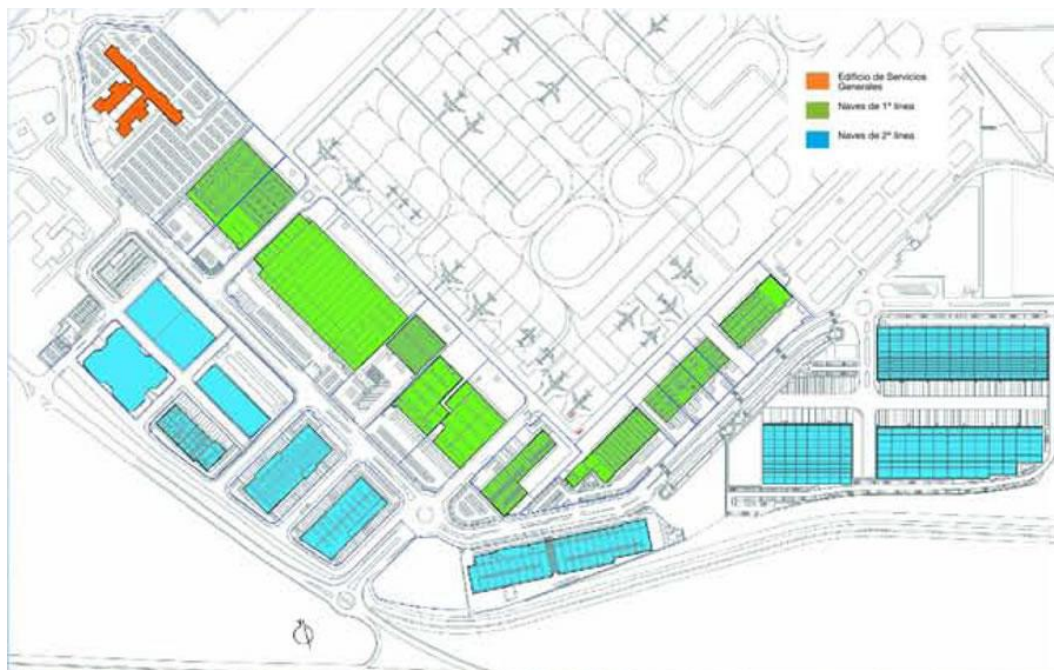 Edificio de Servicios
Generales
Naves de 1ª línea
Naves de 2ª línea